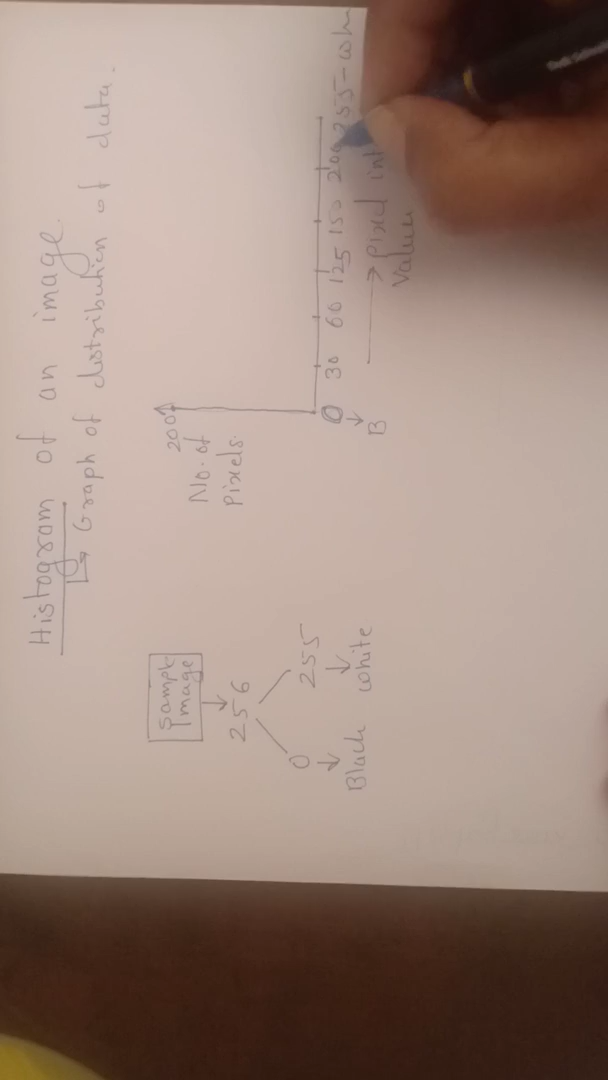 Histogram of an image
↳ Graph of distribution of data.
Sample
Image
256
0 255
Black white
200
No. of
pixels.
0 30 60 125 150 200 255-wh
B
→ Pixel int
Value